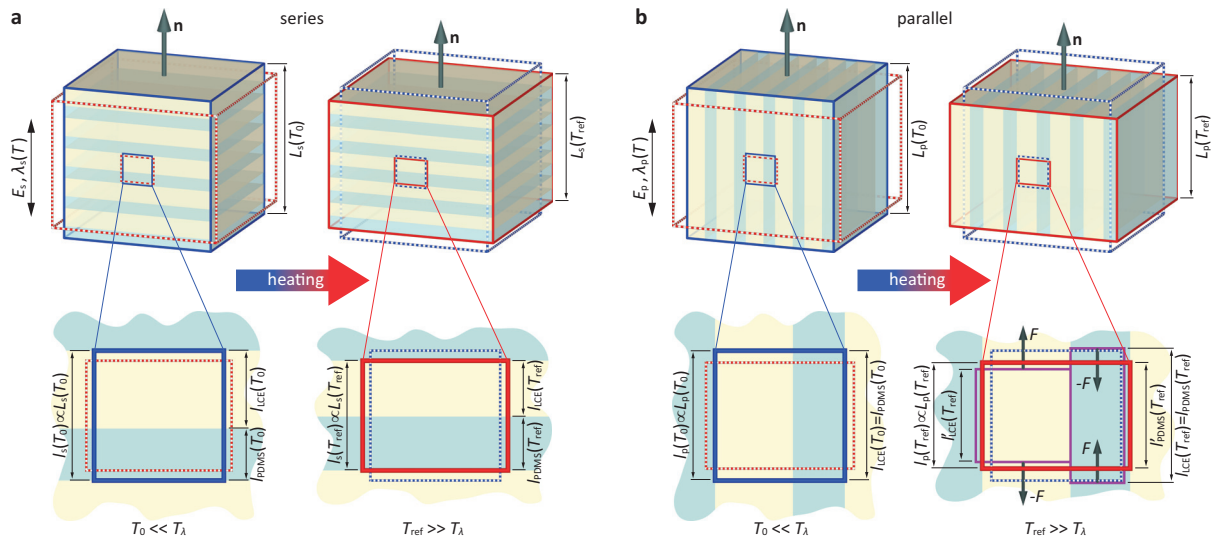 a
series
n
n
E_s , λ_s(T)
L_s(T_0)
L_s(T_ref)
heating
l_s(T_0)∝L_s(T_0)
l_LCE(T_0)
l_PDMS(T_0)
l_s(T_ref)∝L_s(T_ref)
l_LCE(T_ref)
l_PDMS(T_ref)
T_0 << T_λ
T_ref >> T_λ
b
parallel
n
n
E_p , λ_p(T)
L_p(T_0)
L_p(T_ref)
heating
l_p(T_0)∝L_p(T_0)
l_LCE(T_0)=l_PDMS(T_0)
l_p(T_ref)∝L_p(T_ref)
l'_LCE(T_ref)
F
-F
F
-F
l'_PDMS(T_ref)
l_LCE(T_ref)=l_PDMS(T_ref)
T_0 << T_λ
T_ref >> T_λ